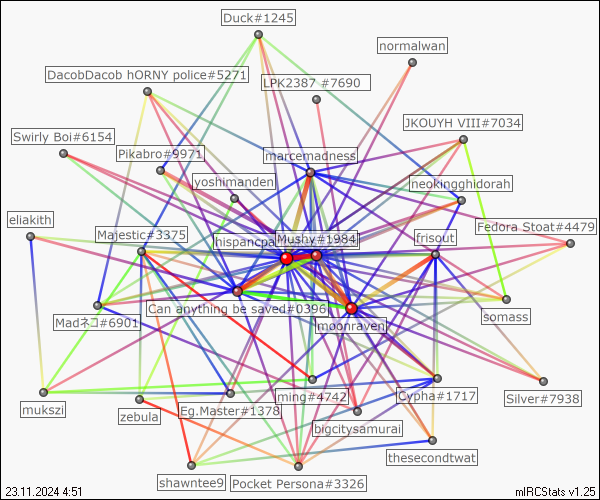 Duck#1245
normalwan
DacobDacob hORNY police#5271
LPK2387 #7690
JKOUYH VIII#7034
Swirly Boi#6154
Pikabro#9971
marcemadness
yoshimanden
neokingghidorah
eliakith
Fedora Stoat#4479
Majestic#3375
Mushy#1984
frisout
Can anything be saved#0396
somass
Madネコ#6901
moonraven
mukszi
zebula
Eg.Master#1378
ming#4742
Cypha#1717
Silver#7938
bigcitysamurai
thesecondtwat
shawntee9
Pocket Persona#3326
23.11.2024 4:51
mIRCStats v1.25